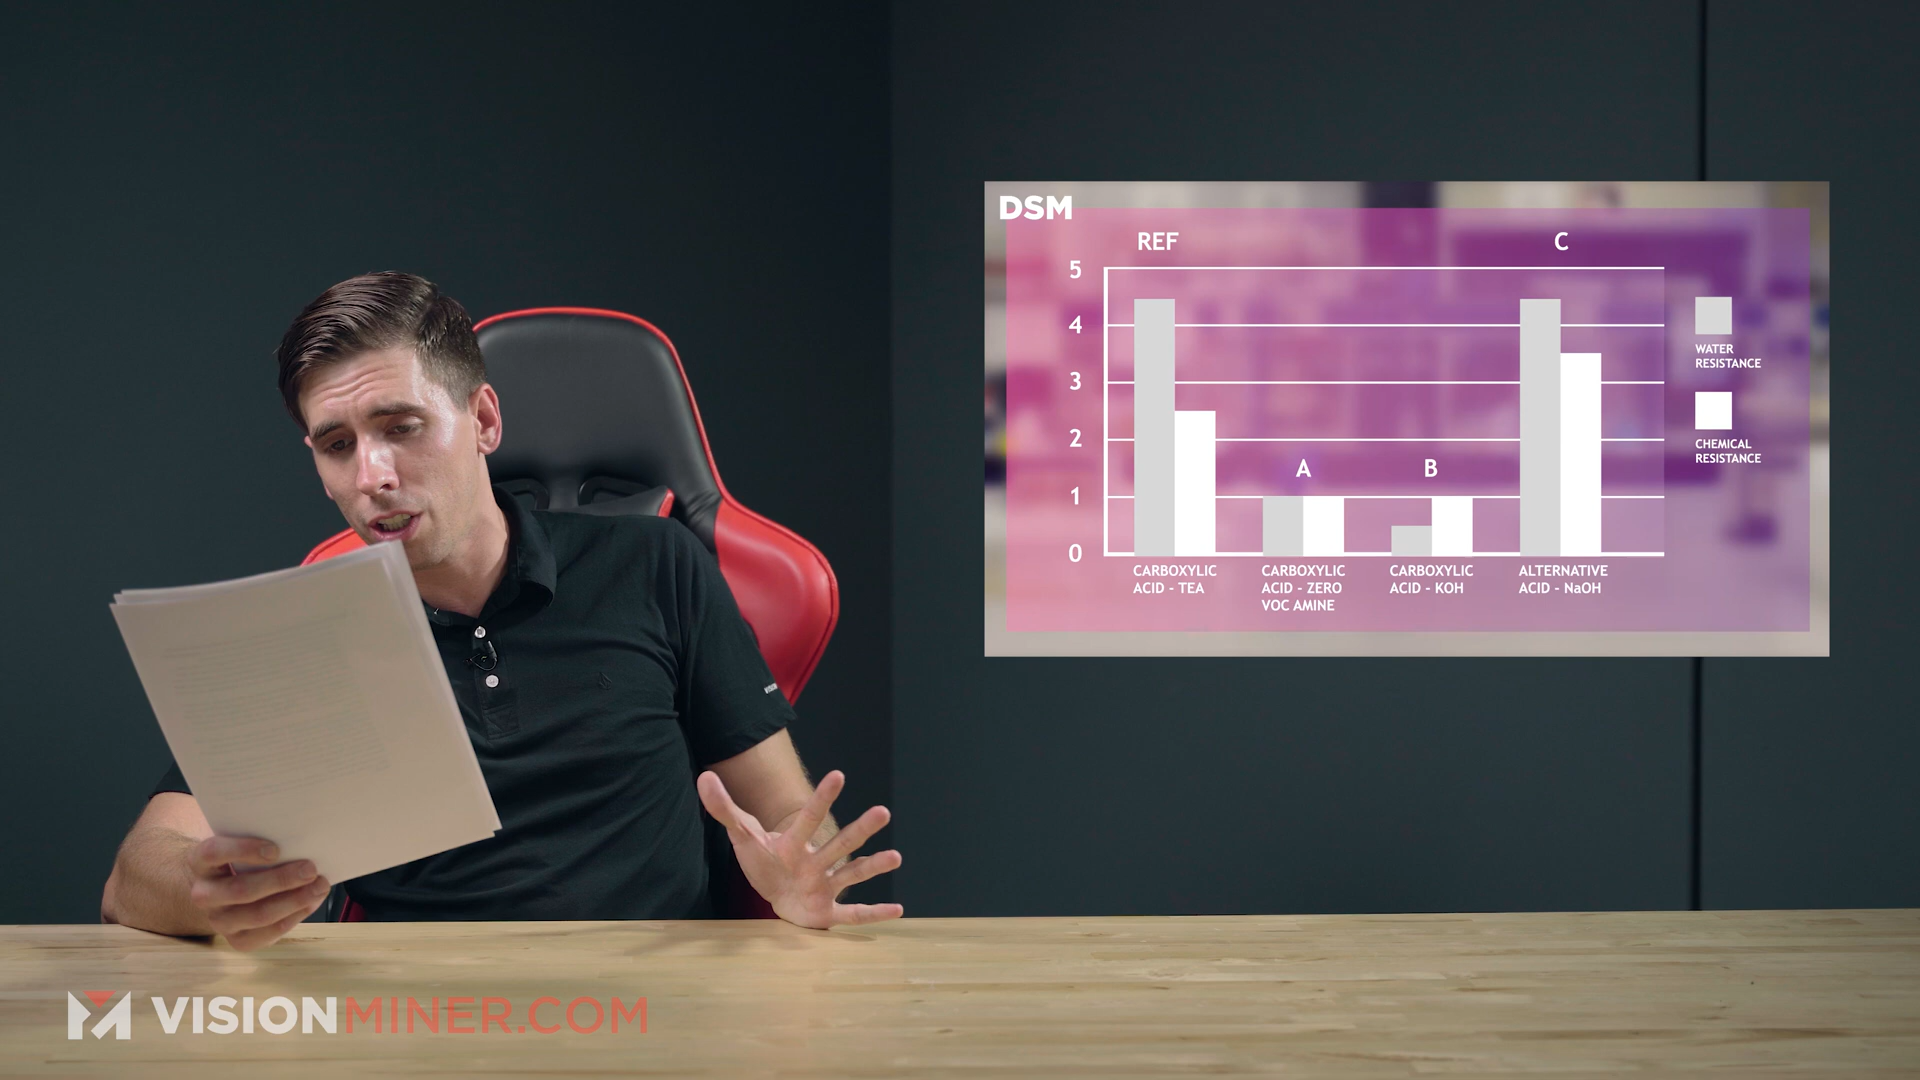 DSM
REF
C
5
4
3
2
1
0
A
B
CARBOXYLIC
ACID - TEA
CARBOXYLIC
ACID - ZERO
VOC AMINE
CARBOXYLIC
ACID - KOH
ALTERNATIVE
ACID - NaOH
WATER
RESISTANCE
CHEMICAL
RESISTANCE
VISIONMINER.COM